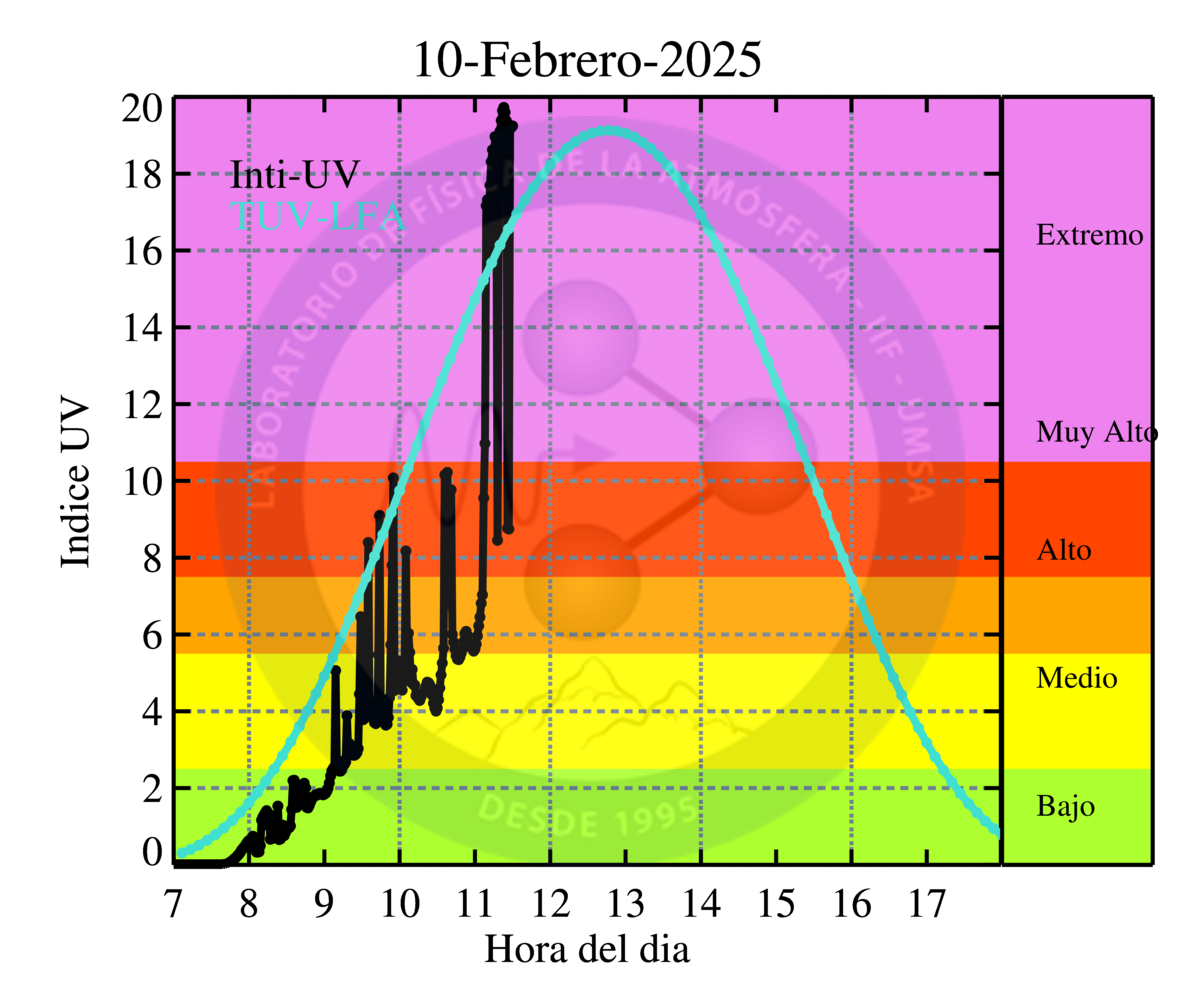 10-Febrero-2025
Inti-UV
TUV-LFA
LABORATORIO DE FÍSICA DE LA ATMÓSFERA - IIF - UMSA
DESDE 1995
Indice UV
20
18
16
14
12
10
8
6
4
2
0
Extremo
Muy Alto
Alto
Medio
Bajo
7 8 9 10 11 12 13 14 15 16 17
Hora del dia